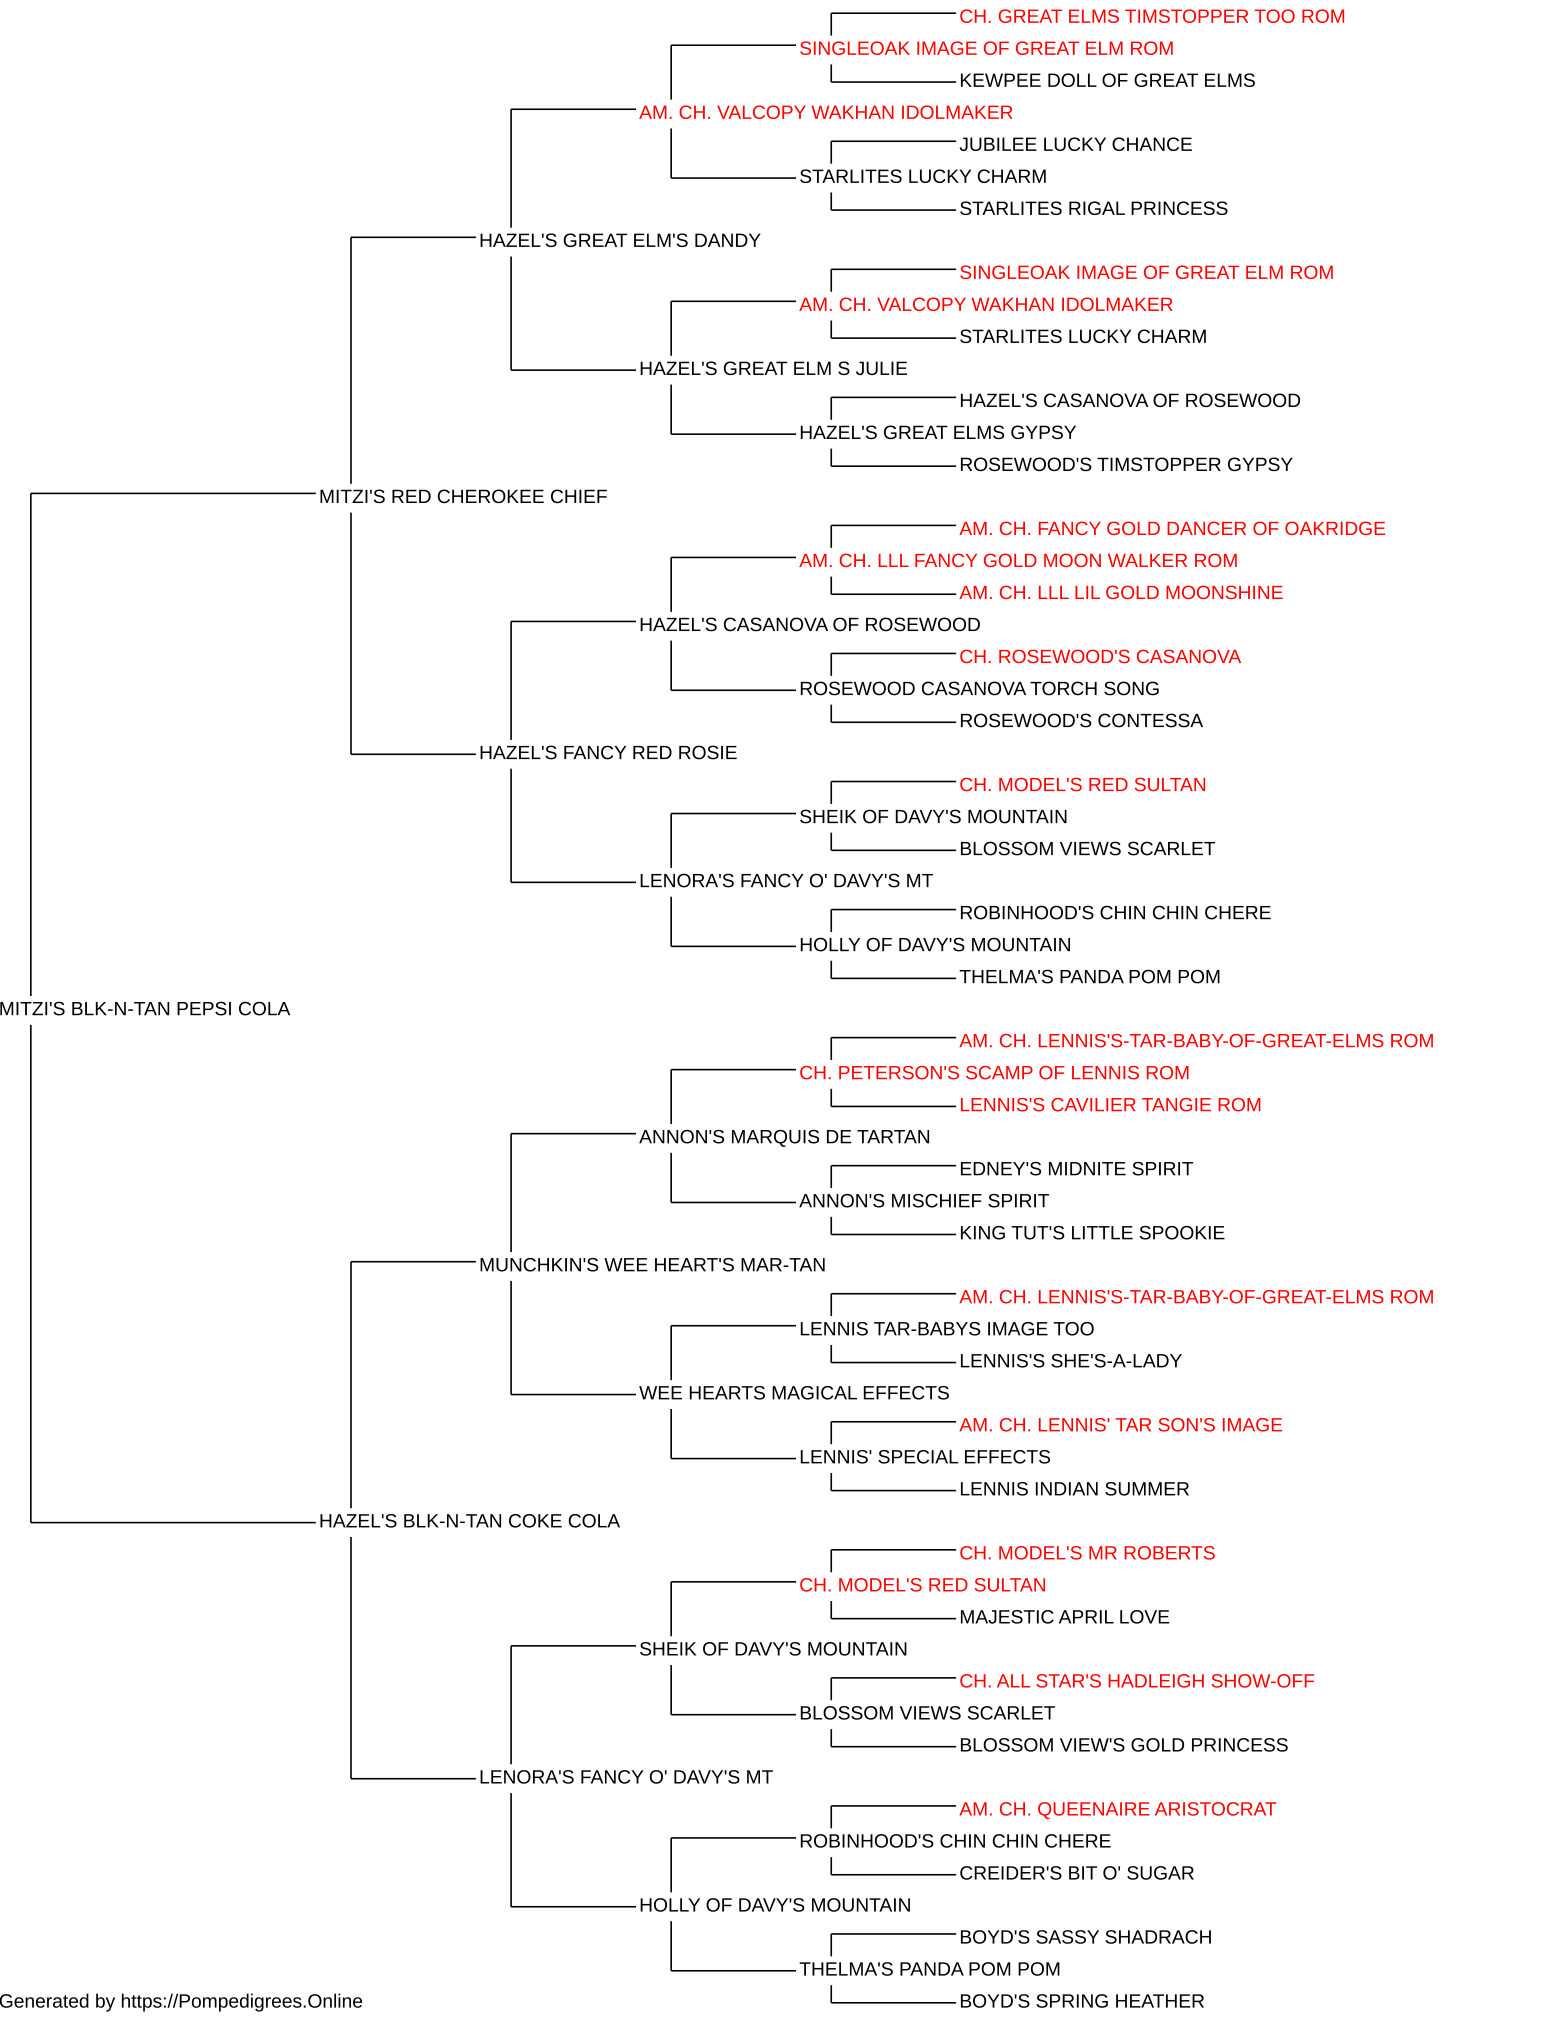 CH. GREAT ELMS TIMSTOPPER TOO ROM
SINGLEOAK IMAGE OF GREAT ELM ROM
KEWPEE DOLL OF GREAT ELMS
AM. CH. VALCOPY WAKHAN IDOLMAKER
JUBILEE LUCKY CHANCE
STARLITES LUCKY CHARM
STARLITES RIGAL PRINCESS
HAZEL'S GREAT ELM'S DANDY
SINGLEOAK IMAGE OF GREAT ELM ROM
AM. CH. VALCOPY WAKHAN IDOLMAKER
STARLITES LUCKY CHARM
HAZEL'S GREAT ELM S JULIE
HAZEL'S CASANOVA OF ROSEWOOD
HAZEL'S GREAT ELMS GYPSY
ROSEWOOD'S TIMSTOPPER GYPSY
MITZI'S RED CHEROKEE CHIEF
AM. CH. FANCY GOLD DANCER OF OAKRIDGE
AM. CH. LLL FANCY GOLD MOON WALKER ROM
AM. CH. LLL LIL GOLD MOONSHINE
HAZEL'S CASANOVA OF ROSEWOOD
CH. ROSEWOOD'S CASANOVA
ROSEWOOD CASANOVA TORCH SONG
ROSEWOOD'S CONTESSA
HAZEL'S FANCY RED ROSIE
CH. MODEL'S RED SULTAN
SHEIK OF DAVY'S MOUNTAIN
BLOSSOM VIEWS SCARLET
LENORA'S FANCY O' DAVY'S MT
ROBINHOOD'S CHIN CHIN CHERE
HOLLY OF DAVY'S MOUNTAIN
THELMA'S PANDA POM POM
MITZI'S BLK-N-TAN PEPSI COLA
AM. CH. LENNIS'S-TAR-BABY-OF-GREAT-ELMS ROM
CH. PETERSON'S SCAMP OF LENNIS ROM
LENNIS'S CAVILIER TANGIE ROM
ANNON'S MARQUIS DE TARTAN
EDNEY'S MIDNITE SPIRIT
ANNON'S MISCHIEF SPIRIT
KING TUT'S LITTLE SPOOKIE
MUNCHKIN'S WEE HEART'S MAR-TAN
AM. CH. LENNIS'S-TAR-BABY-OF-GREAT-ELMS ROM
LENNIS TAR-BABYS IMAGE TOO
LENNIS'S SHE'S-A-LADY
WEE HEARTS MAGICAL EFFECTS
AM. CH. LENNIS' TAR SON'S IMAGE
LENNIS' SPECIAL EFFECTS
LENNIS INDIAN SUMMER
HAZEL'S BLK-N-TAN COKE COLA
CH. MODEL'S MR ROBERTS
CH. MODEL'S RED SULTAN
MAJESTIC APRIL LOVE
SHEIK OF DAVY'S MOUNTAIN
CH. ALL STAR'S HADLEIGH SHOW-OFF
BLOSSOM VIEWS SCARLET
BLOSSOM VIEW'S GOLD PRINCESS
LENORA'S FANCY O' DAVY'S MT
AM. CH. QUEENAIRE ARISTOCRAT
ROBINHOOD'S CHIN CHIN CHERE
CREIDER'S BIT O' SUGAR
HOLLY OF DAVY'S MOUNTAIN
BOYD'S SASSY SHADRACH
THELMA'S PANDA POM POM
BOYD'S SPRING HEATHER
Generated by https://Pompedigrees.Online